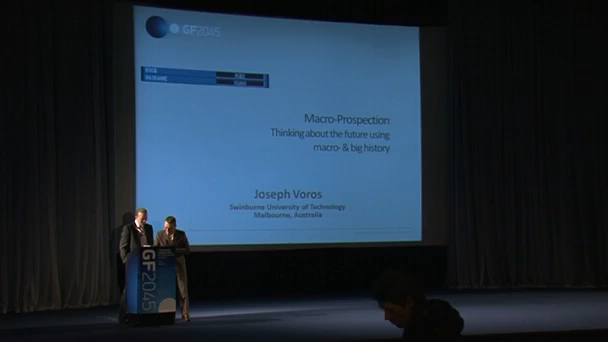 GF2045
Macro-Prospection
Thinking about the future using
macro- & big history
Joseph Voros
Swinburne University of Technology
Melbourne, Australia
GF2045